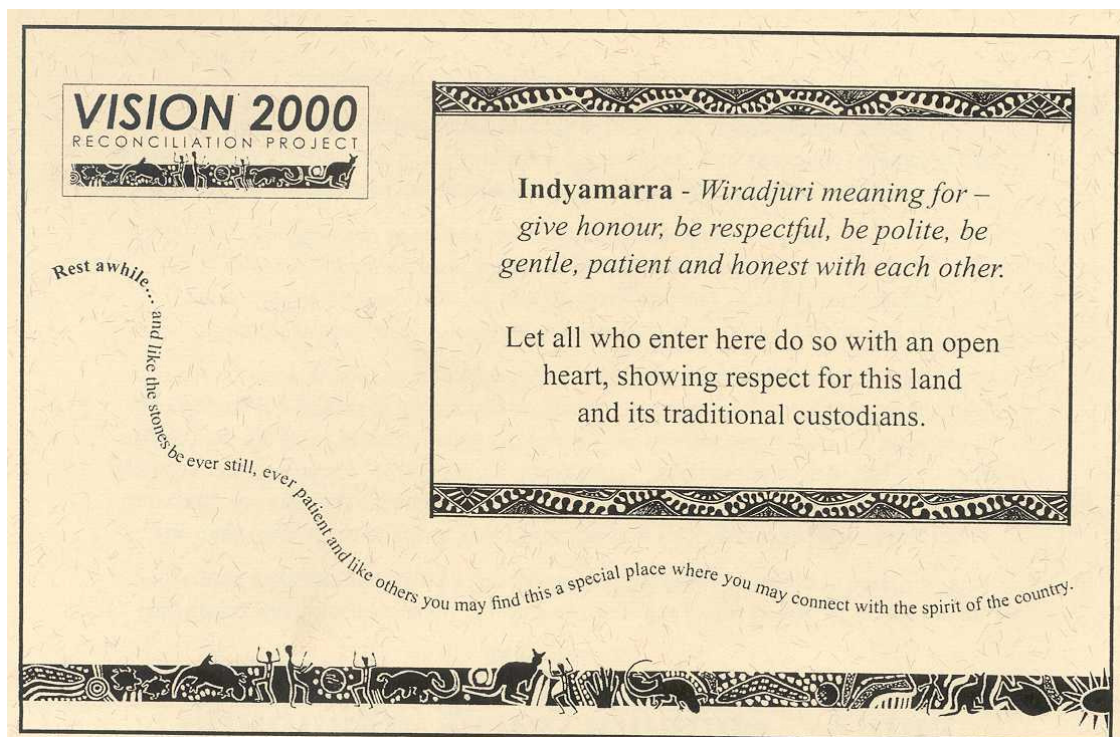 VISION 2000
RECONCILIATION PROJECT
Indyamarra - Wiradjuri meaning for –
give honour, be respectful, be polite, be
gentle, patient and honest with each other.
Let all who enter here do so with an open
heart, showing respect for this land
and its traditional custodians.
Rest awhile... and like the stones be ever still, ever patient and like others you may find this a special place where you may connect with the spirit of the country.